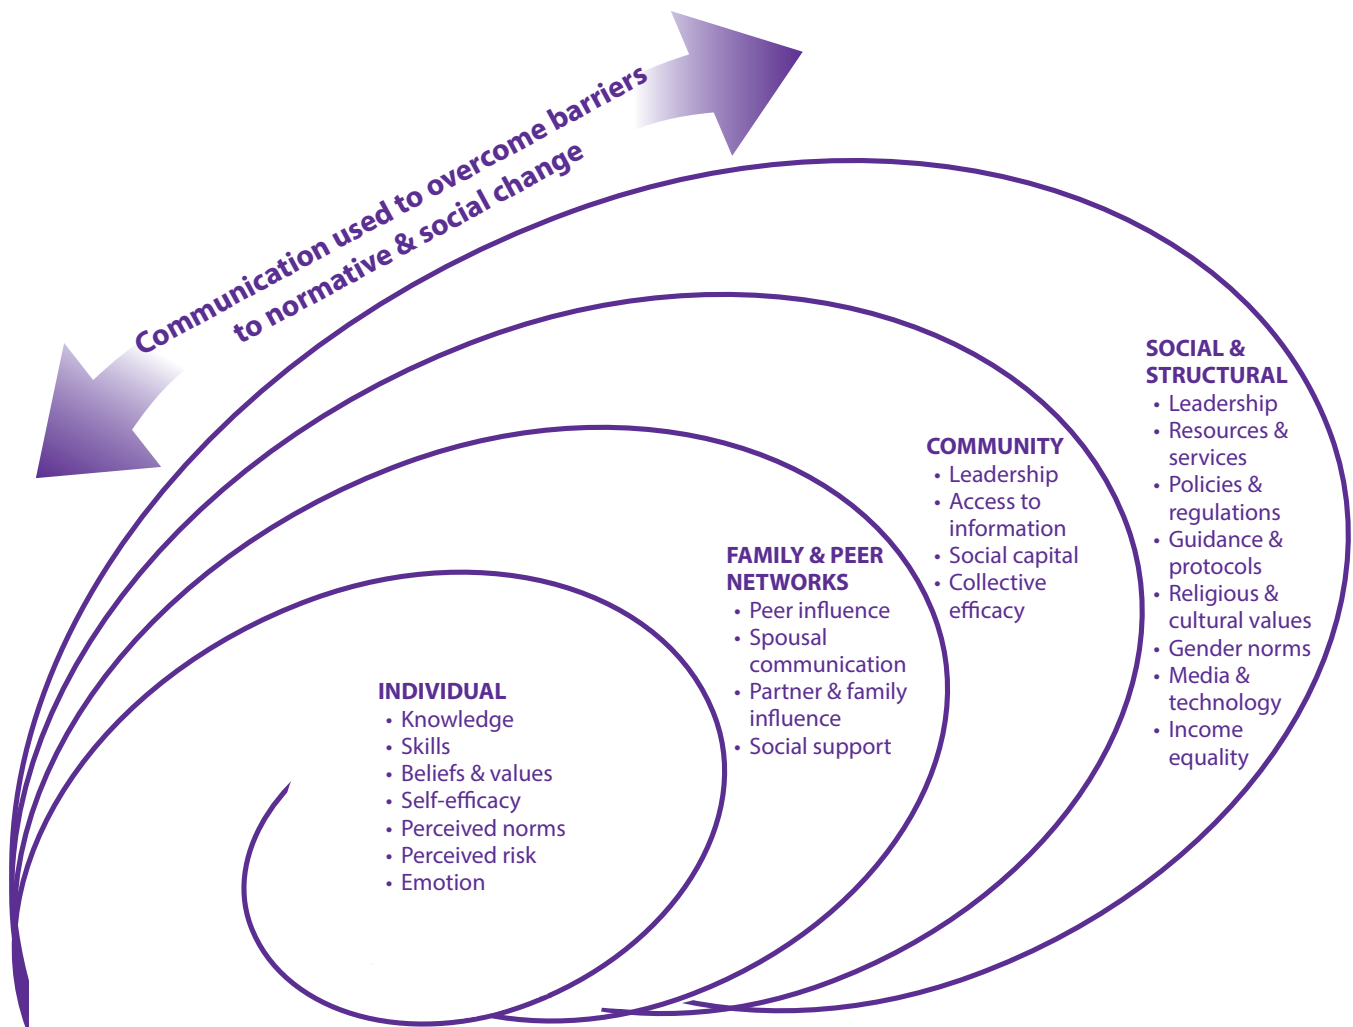 Communication used to overcome barriers
to normative & social change
INDIVIDUAL
• Knowledge
• Skills
• Beliefs & values
• Self-efficacy
• Perceived norms
• Perceived risk
• Emotion
FAMILY & PEER
NETWORKS
• Peer influence
• Spousal
communication
• Partner & family
influence
• Social support
COMMUNITY
• Leadership
• Access to
information
• Social capital
• Collective
efficacy
SOCIAL &
STRUCTURAL
• Leadership
• Resources &
services
• Policies &
regulations
• Guidance &
protocols
• Religious &
cultural values
• Gender norms
• Media &
technology
• Income
equality